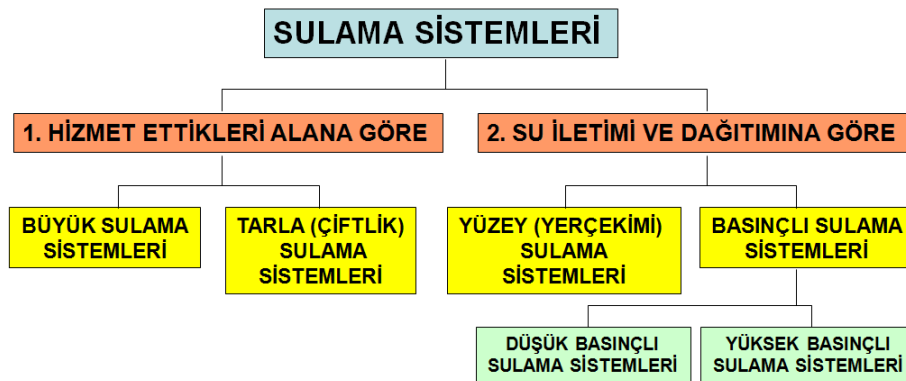 SULAMA SİSTEMLERİ
1. HİZMET ETTİKLERİ ALANA GÖRE
2. SU İLETİMİ VE DAĞITIMINA GÖRE
BÜYÜK SULAMA
SİSTEMLERİ
TARLA (ÇİFTLİK)
SULAMA
SİSTEMLERİ
YÜZEY (YERÇEKİMİ)
SULAMA
SİSTEMLERİ
BASINÇLI SULAMA
SİSTEMLERİ
DÜŞÜK BASINÇLI
SULAMA SİSTEMLERİ
YÜKSEK BASINÇLI
SULAMA SİSTEMLERİ